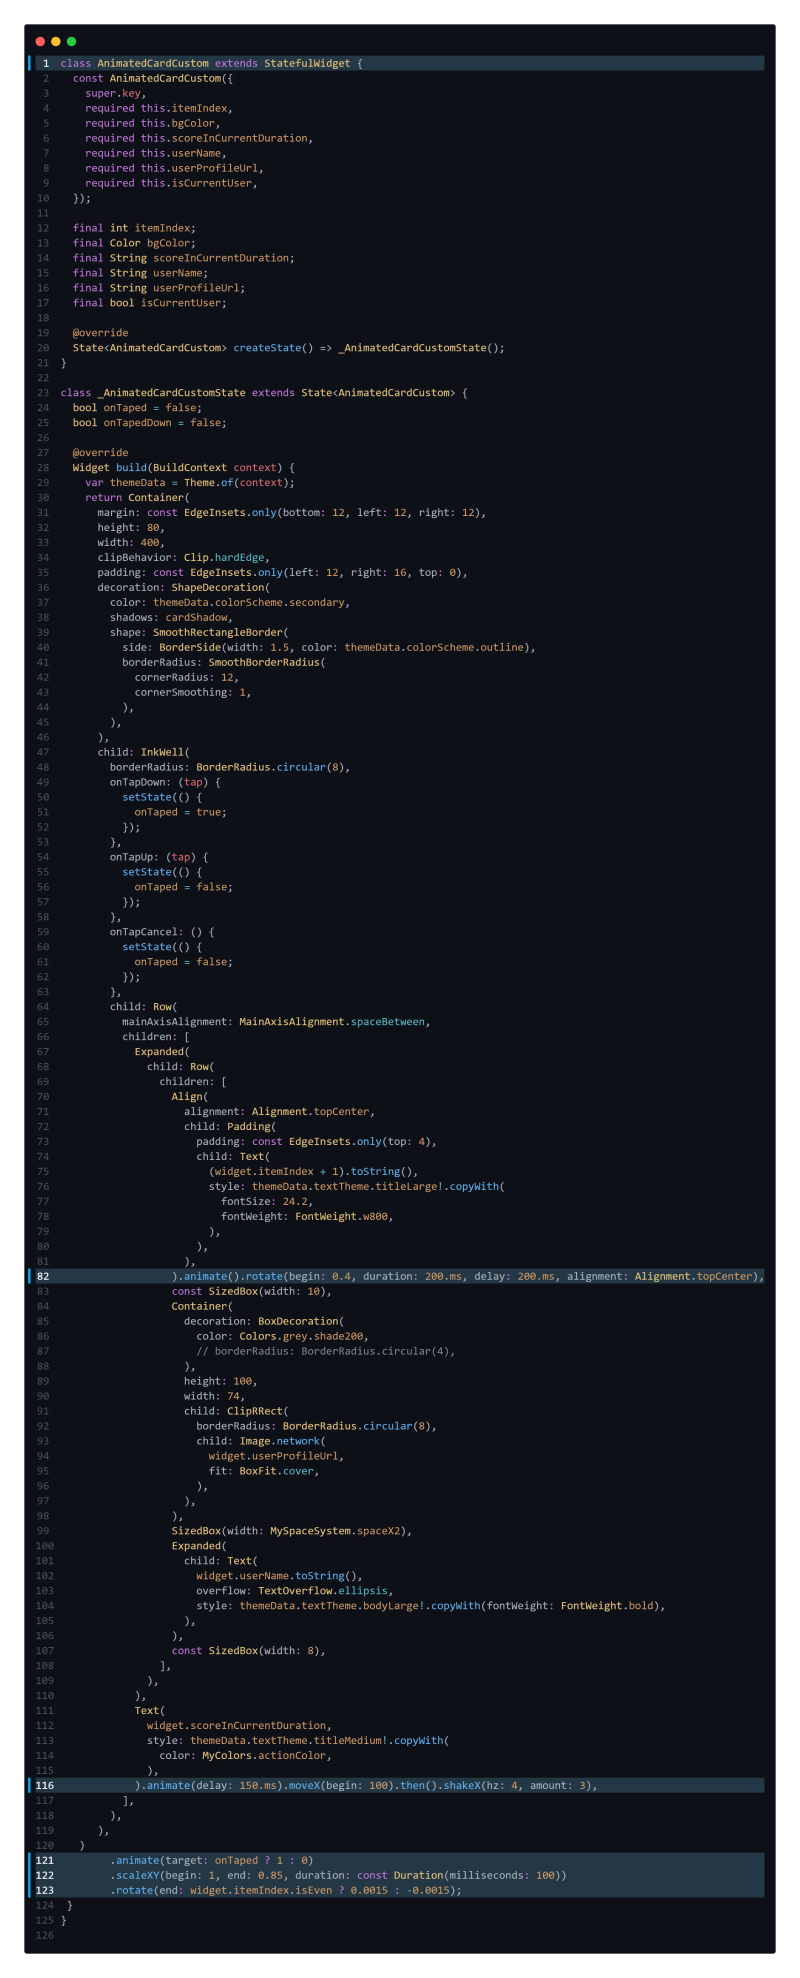 1 class AnimatedCardCustom extends StatefulWidget {
2   const AnimatedCardCustom({
3     super.key,
4     required this.itemIndex,
5     required this.bgColor,
6     required this.scoreInCurrentDuration,
7     required this.userName,
8     required this.userProfileUrl,
9     required this.isCurrentUser,
10   });
11
12   final int itemIndex;
13   final Color bgColor;
14   final String scoreInCurrentDuration;
15   final String userName;
16   final String userProfileUrl;
17   final bool isCurrentUser;
18
19   @override
20   State<AnimatedCardCustom> createState() => _AnimatedCardCustomState();
21 }
22
23 class _AnimatedCardCustomState extends State<AnimatedCardCustom> {
24   bool onTaped = false;
25   bool onTapedDown = false;
26
27   @override
28   Widget build(BuildContext context) {
29     var themeData = Theme.of(context);
30     return Container(
31       margin: const EdgeInsets.only(bottom: 12, left: 12, right: 12),
32       height: 80,
33       width: 400,
34       clipBehavior: Clip.hardEdge,
35       padding: const EdgeInsets.only(left: 12, right: 16, top: 0),
36       decoration: ShapeDecoration(
37         color: themeData.colorScheme.secondary,
38         shadows: cardShadow,
39         shape: SmoothRectangleBorder(
40           side: BorderSide(width: 1.5, color: themeData.colorScheme.outline),
41           borderRadius: SmoothBorderRadius(
42             cornerRadius: 12,
43             cornerSmoothing: 1,
44           ),
45         ),
46       ),
47       child: InkWell(
48         borderRadius: BorderRadius.circular(8),
49         onTapDown: (tap) {
50           setState(() {
51             onTaped = true;
52           });
53         },
54         onTapUp: (tap) {
55           setState(() {
56             onTaped = false;
57           });
58         },
59         onTapCancel: () {
60           setState(() {
61             onTaped = false;
62           });
63         },
64         child: Row(
65           mainAxisAlignment: MainAxisAlignment.spaceBetween,
66           children: [
67             Expanded(
68               child: Row(
69                 children: [
70                   Align(
71                     alignment: Alignment.topCenter,
72                     child: Padding(
73                       padding: const EdgeInsets.only(top: 4),
74                       child: Text(
75                         (widget.itemIndex + 1).toString(),
76                         style: themeData.textTheme.titleLarge!.copyWith(
77                           fontSize: 24.2,
78                           fontWeight: FontWeight.w800,
79                         ),
80                       ),
81                     ),
82                   ).animate().rotate(begin: 0.4, duration: 200.ms, delay: 200.ms, alignment: Alignment.topCenter),
83                   const SizedBox(width: 10),
84                   Container(
85                     decoration: BoxDecoration(
86                       color: Colors.grey.shade200,
87                       // borderRadius: BorderRadius.circular(4),
88                     ),
89                     height: 100,
90                     width: 74,
91                     child: ClipRRect(
92                       borderRadius: BorderRadius.circular(8),
93                       child: Image.network(
94                         widget.userProfileUrl,
95                         fit: BoxFit.cover,
96                       ),
97                     ),
98                   ),
99                   SizedBox(width: MySpaceSystem.spaceX2),
100                   Expanded(
101                     child: Text(
102                       widget.userName.toString(),
103                       overflow: TextOverflow.ellipsis,
104                       style: themeData.textTheme.bodyLarge!.copyWith(fontWeight: FontWeight.bold),
105                     ),
106                   ),
107                   const SizedBox(width: 8),
108                 ],
109               ),
110             ),
111             Text(
112               widget.scoreInCurrentDuration,
113               style: themeData.textTheme.titleMedium!.copyWith(
114                 color: MyColors.actionColor,
115               ),
116             ).animate(delay: 150.ms).moveX(begin: 100).then().shakeX(hz: 4, amount: 3),
117           ],
118         ),
119       ),
120    )
121         .animate(target: onTaped ? 1 : 0)
122         .scaleXY(begin: 1, end: 0.85, duration: const Duration(milliseconds: 100))
123         .rotate(end: widget.itemIndex.isEven ? 0.0015 : -0.0015);
124  }
125 }
126